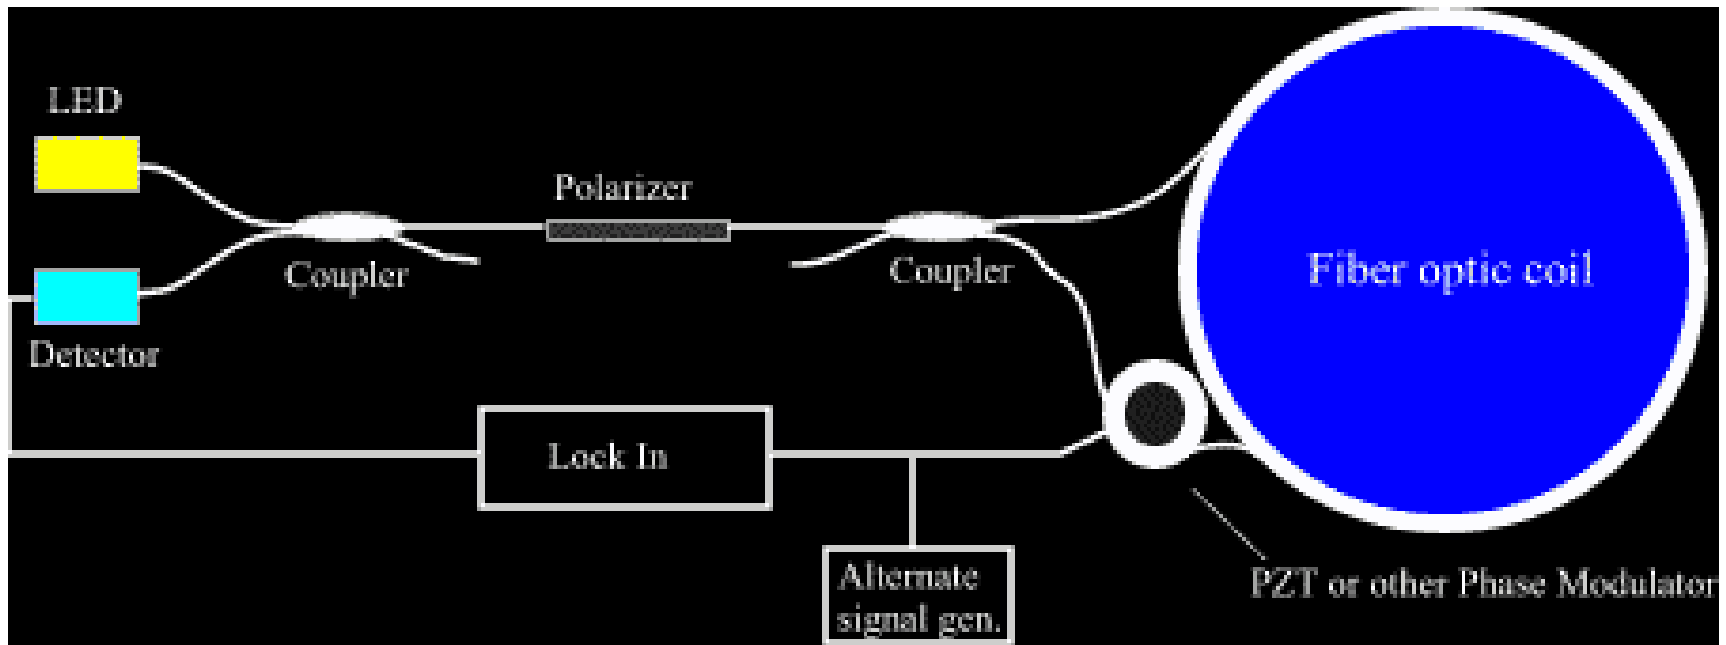 LED
Polarizer
Coupler
Coupler
Fiber optic coil
Detector
Lock In
Alternate
signal gen.
PZT or other Phase Modulator